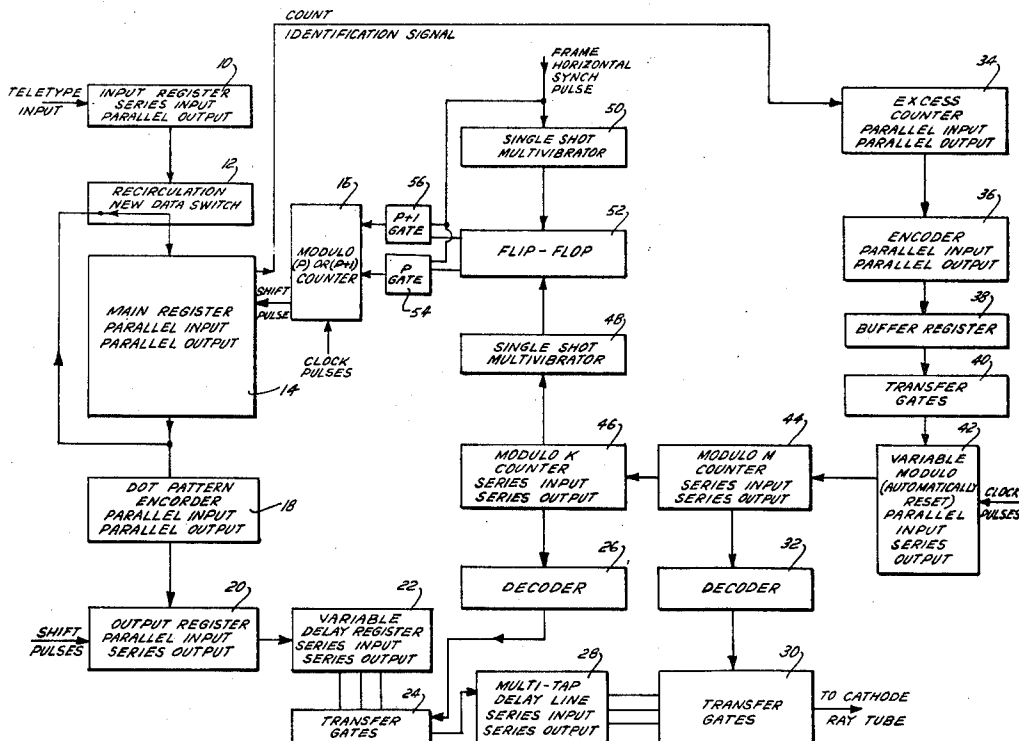 COUNT
IDENTIFICATION SIGNAL
10
TELETYPE
INPUT
INPUT REGISTER
SERIES INPUT
PARALLEL OUTPUT
12
RECIRCULATION
NEW DATA SWITCH
MAIN REGISTER
PARALLEL INPUT
PARALLEL OUTPUT
14
SHIFT
PULSE
16
MODULO
(P) OR (P+1)
COUNTER
CLOCK
PULSES
56
P+1
GATE
P
GATE
54
FRAME
HORIZONTAL
SYNCH
PULSE
50
SINGLE SHOT
MULTIVIBRATOR
52
FLIP-FLOP
48
SINGLE SHOT
MULTIVIBRATOR
34
EXCESS
COUNTER
PARALLEL INPUT
PARALLEL OUTPUT
36
ENCODER
PARALLEL INPUT
PARALLEL OUTPUT
38
BUFFER REGISTER
40
TRANSFER
GATES
42
VARIABLE
MODULO
(AUTOMATICALLY
RESET)
PARALLEL
INPUT
SERIES
OUTPUT
CLOCK
PULSES
44
MODULO M
COUNTER
SERIES INPUT
SERIES OUTPUT
46
MODULO K
COUNTER
SERIES INPUT
SERIES OUTPUT
DOT PATTERN
ENCORDER
PARALLEL INPUT
PARALLEL OUTPUT
18
26
DECODER
32
DECODER
20
SHIFT
PULSES
OUTPUT REGISTER
PARALLEL INPUT
SERIES OUTPUT
22
VARIABLE
DELAY REGISTER
SERIES INPUT
SERIES OUTPUT
24
TRANSFER
GATES
28
MULTI-TAP
DELAY LINE
SERIES INPUT
SERIES OUTPUT
30
TRANSFER
GATES
TO CATHODE
RAY TUBE